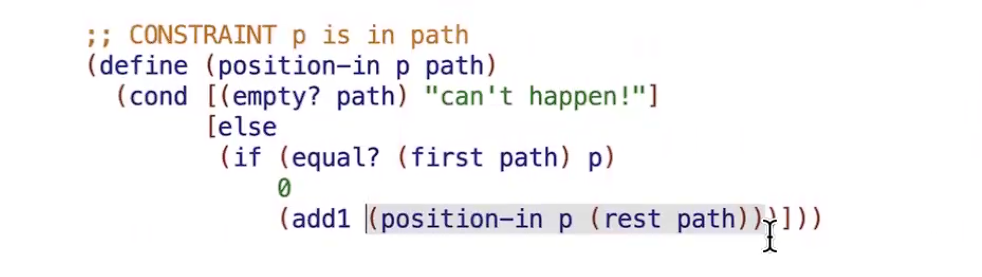 ;; CONSTRAINT p is in path
(define (position-in p path)
(cond [(empty? path) "can't happen!"]
[else
(if (equal? (first path) p)
0
(add1 (position-in p (rest path)))]))